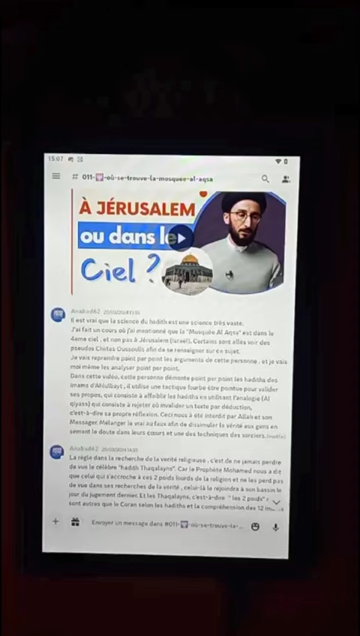 15:07
# 011- -où-se-trouve-la-mosquée-al-aqsa
À JÉRUSALEM
ou dans le
Ciel ?
Il est vrai que la science du hadith est une science très vaste.
J'ai fait un cours où j'ai montré que la "Mosquée Al Aqsa" est dans le
4ème ciel, et non pas à Jérusalem (Israël). Certains sont allés voir des
pseudos Chiites Oussoulis afin de se renseigner sur ce sujet.
Je vais reprendre point par point les arguments de cette personne, et je vais
moi même les analyser point par point.
Dans cette vidéo, cette personne démonte point par point les hadiths des
imams d'Ahlulbayt, il utilise une tactique fourbe être pointue pour valider
ses propos, qui consiste à affaiblir les hadiths en utilisant l'analogie (Al
qiyass) qui consiste à rejeter où invalider un texte par déduction,
c'est-à-dire sa propre réflexion. Ceci nous à été interdit par Allah et son
Messager. Mélanger le vrai au faux afin de dissimuler la vérité aux gens en
semant le doute dans leurs cœurs et une des techniques des sorciers.
La règle dans la recherche de la vérité religieuse, c'est de ne jamais perdre
de vue le célèbre "hadith Thaqalayn". Car le Prophète Mohamed nous a dit
que celui qui s'accroche à ces 2 poids lourds de la religion et ne les perd pas
de vue dans ses recherches de la vérité, celui-là le rejoindra à son bassin le
jour du jugement dernier. Et les Thaqalayns, c'est-à-dire "les 2 poids"
sont autres que le Coran selon les hadiths et la compréhension des 12
Envoyer un message dans #011- -où-se-trouve-la-...